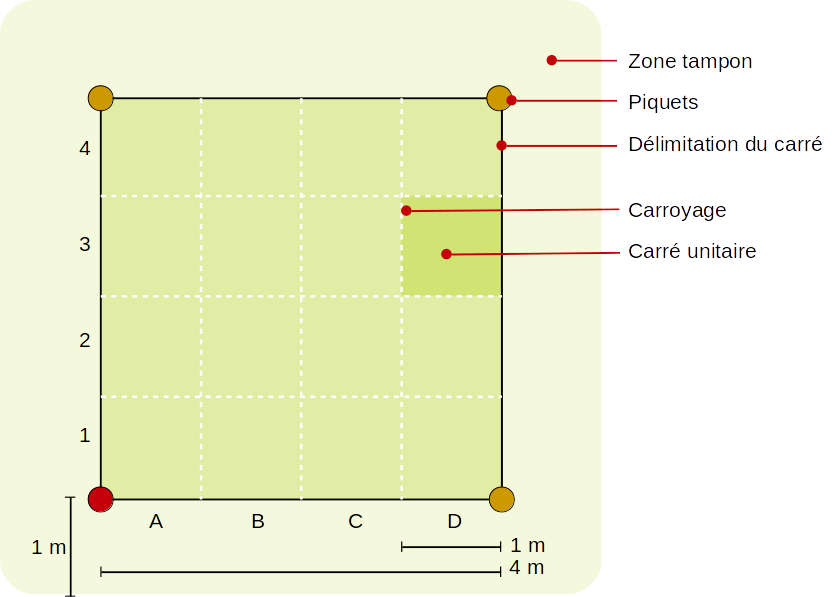 Zone tampon
Piquets
Délimitation du carré
4
Carroyage
3
Carré unitaire
2
1
A B C D
1 m
1 m
4 m